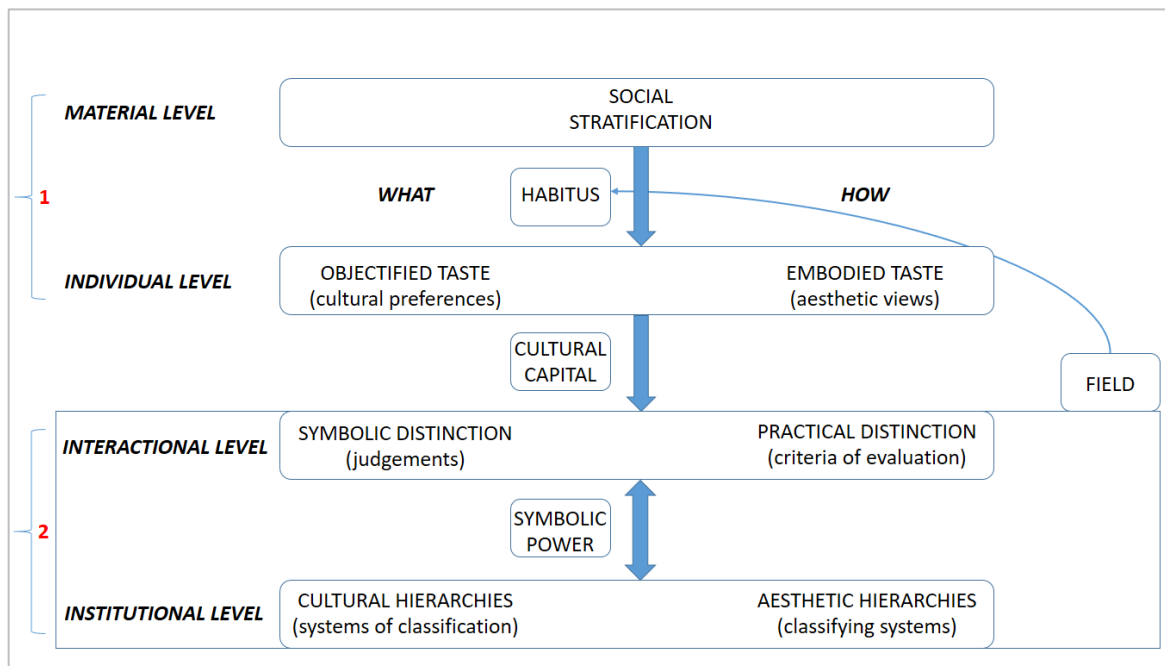 MATERIAL LEVEL
SOCIAL
STRATIFICATION
1
WHAT
HABITUS
HOW
INDIVIDUAL LEVEL
OBJECTIFIED TASTE
(cultural preferences)
EMBODIED TASTE
(aesthetic views)
CULTURAL
CAPITAL
FIELD
INTERACTIONAL LEVEL
SYMBOLIC DISTINCTION
(judgements)
PRACTICAL DISTINCTION
(criteria of evaluation)
2
SYMBOLIC
POWER
INSTITUTIONAL LEVEL
CULTURAL HIERARCHIES
(systems of classification)
AESTHETIC HIERARCHIES
(classifying systems)